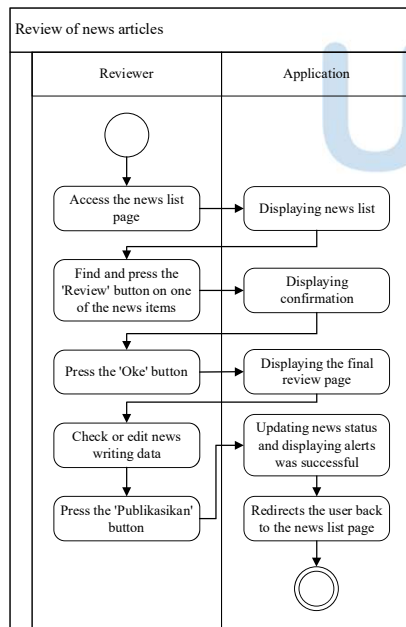 Review of news articles
Reviewer
Application
Access the news list
page
Displaying news list
Find and press the
'Review' button on one
of the news items
Displaying
confirmation
Press the 'Oke' button
Displaying the final
review page
Check or edit news
writing data
Updating news status
and displaying alerts
was successful
Press the 'Publikasikan'
button
Redirects the user back
to the news list page